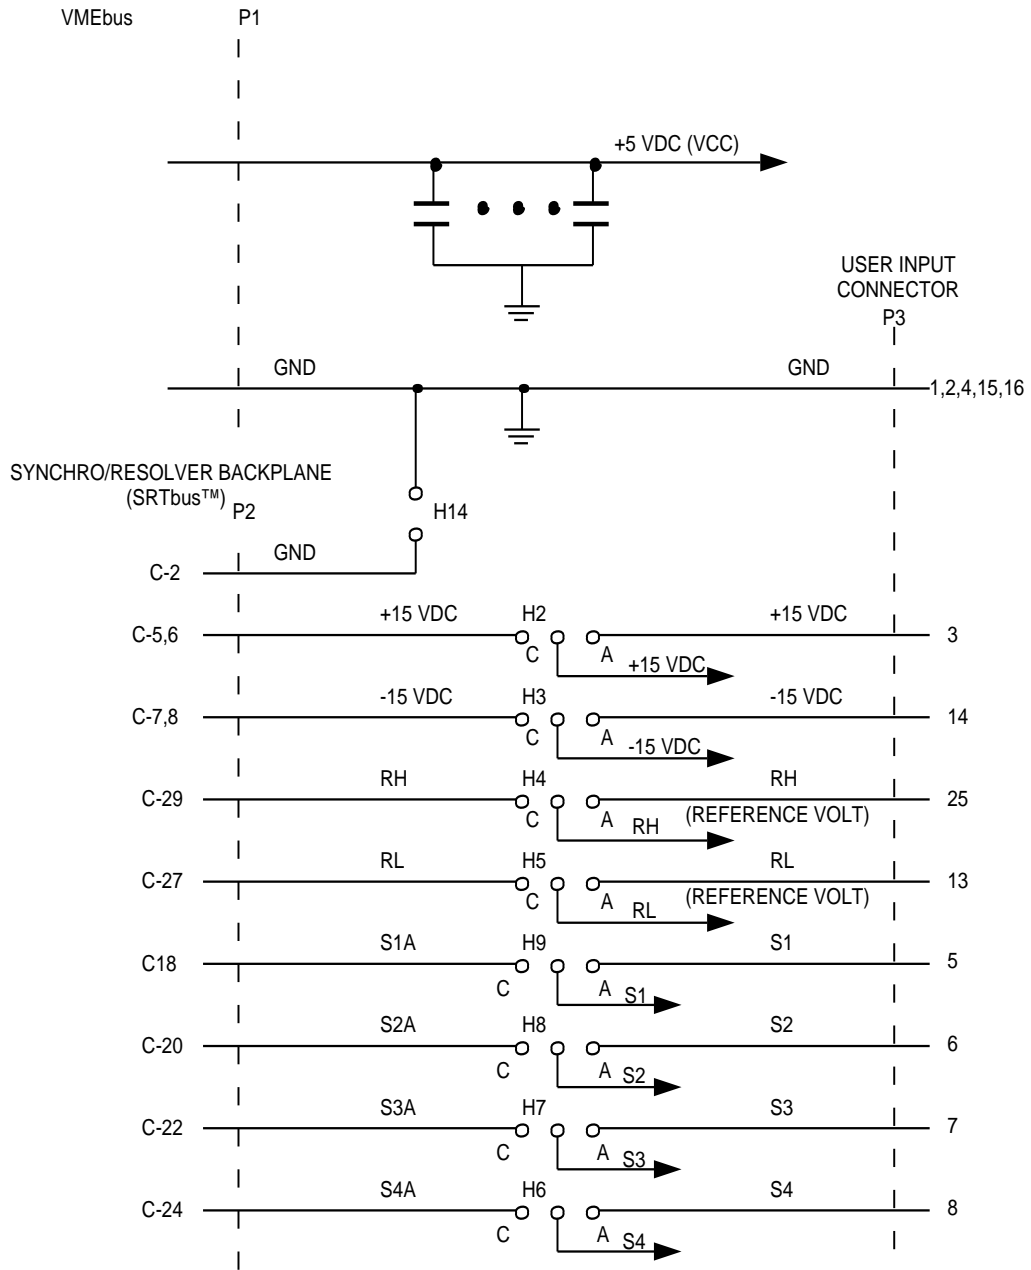 VMEbus P1
+5 VDC (VCC)
USER INPUT
CONNECTOR
P3
GND GND 1,2,4,15,16
SYNCHRO/RESOLVER BACKPLANE
(SRTbus™) P2 H14
C-2 GND
C-5,6 +15 VDC H2 +15 VDC 3
C A +15 VDC
C-7,8 -15 VDC H3 -15 VDC 14
C A -15 VDC
C-29 RH H4 RH 25
C A RH (REFERENCE VOLT)
C-27 RL H5 RL 13
C A RL (REFERENCE VOLT)
C18 S1A H9 S1 5
C A S1
C-20 S2A H8 S2 6
C A S2
C-22 S3A H7 S3 7
C A S3
C-24 S4A H6 S4 8
C A S4